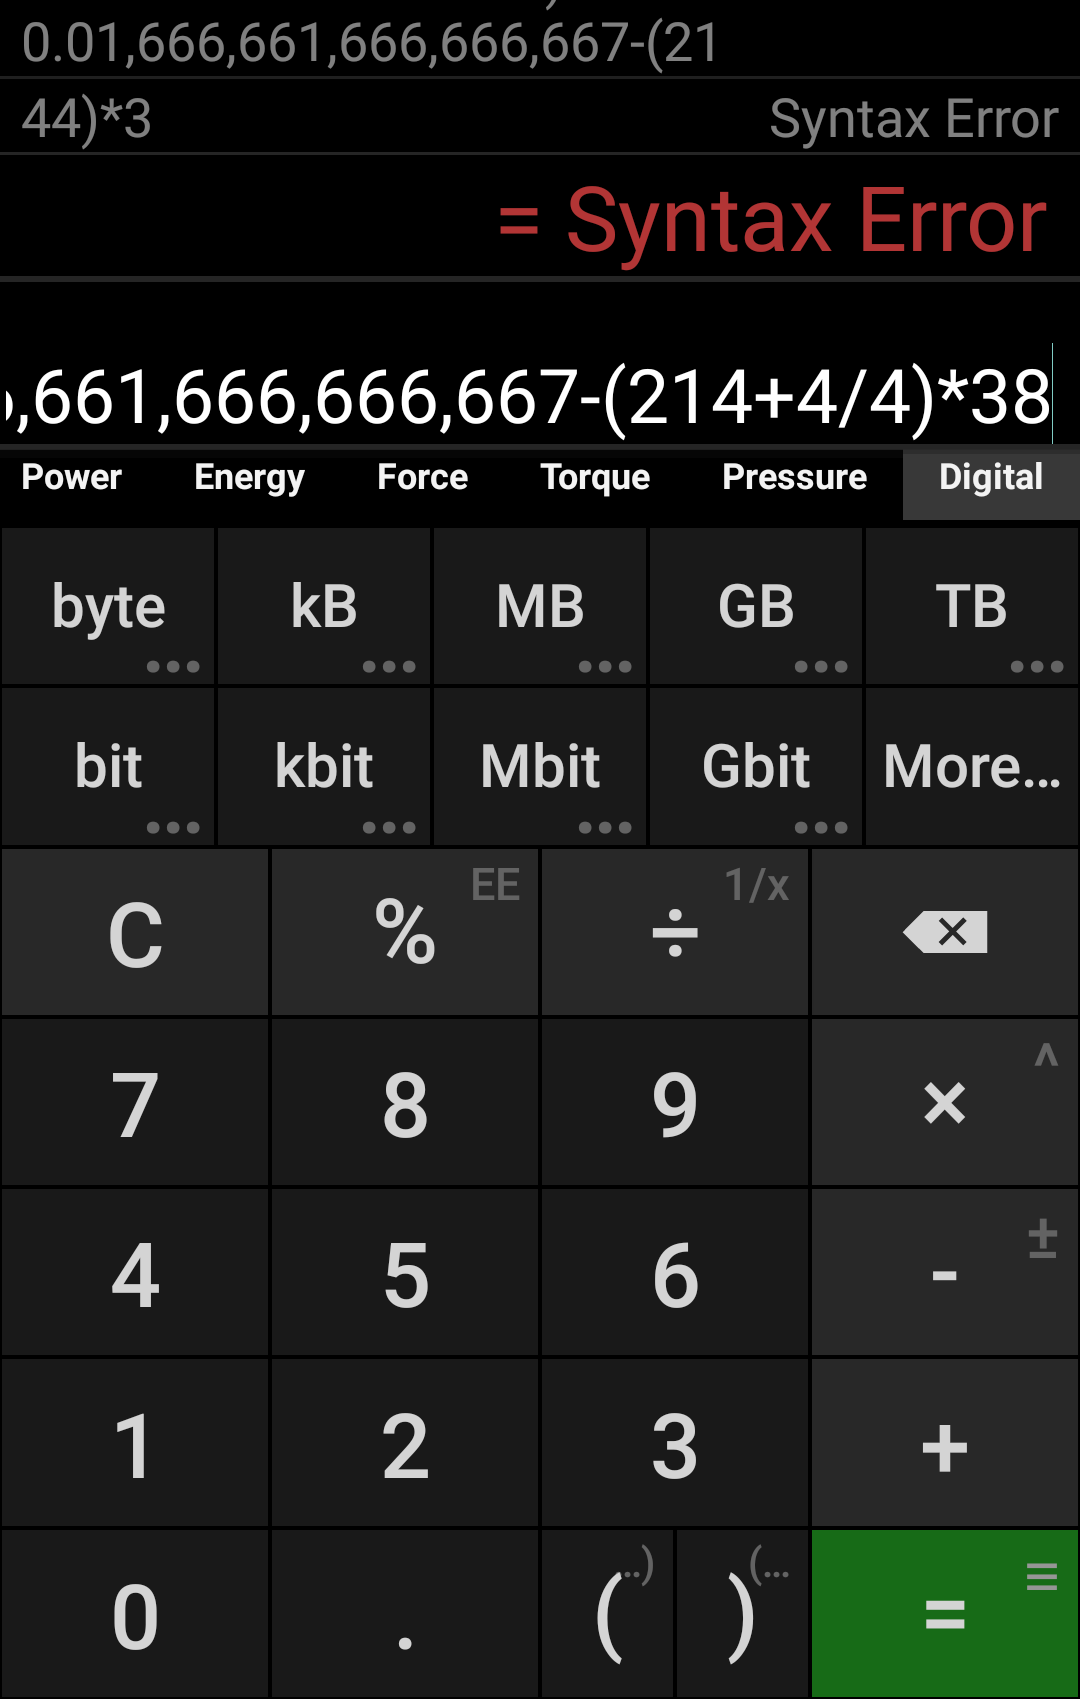 0.01,666,661,666,666,667-(21
44)*3 Syntax Error
= Syntax Error
,661,666,666,667-(214+4/4)*38
Power Energy Force Torque Pressure Digital
byte kB MB GB TB
bit kbit Mbit Gbit More...
C % EE ÷ 1/x
7 8 9 × ^
4 5 6 - ±
1 2 3 + 
0 . ( ..) ) (... =